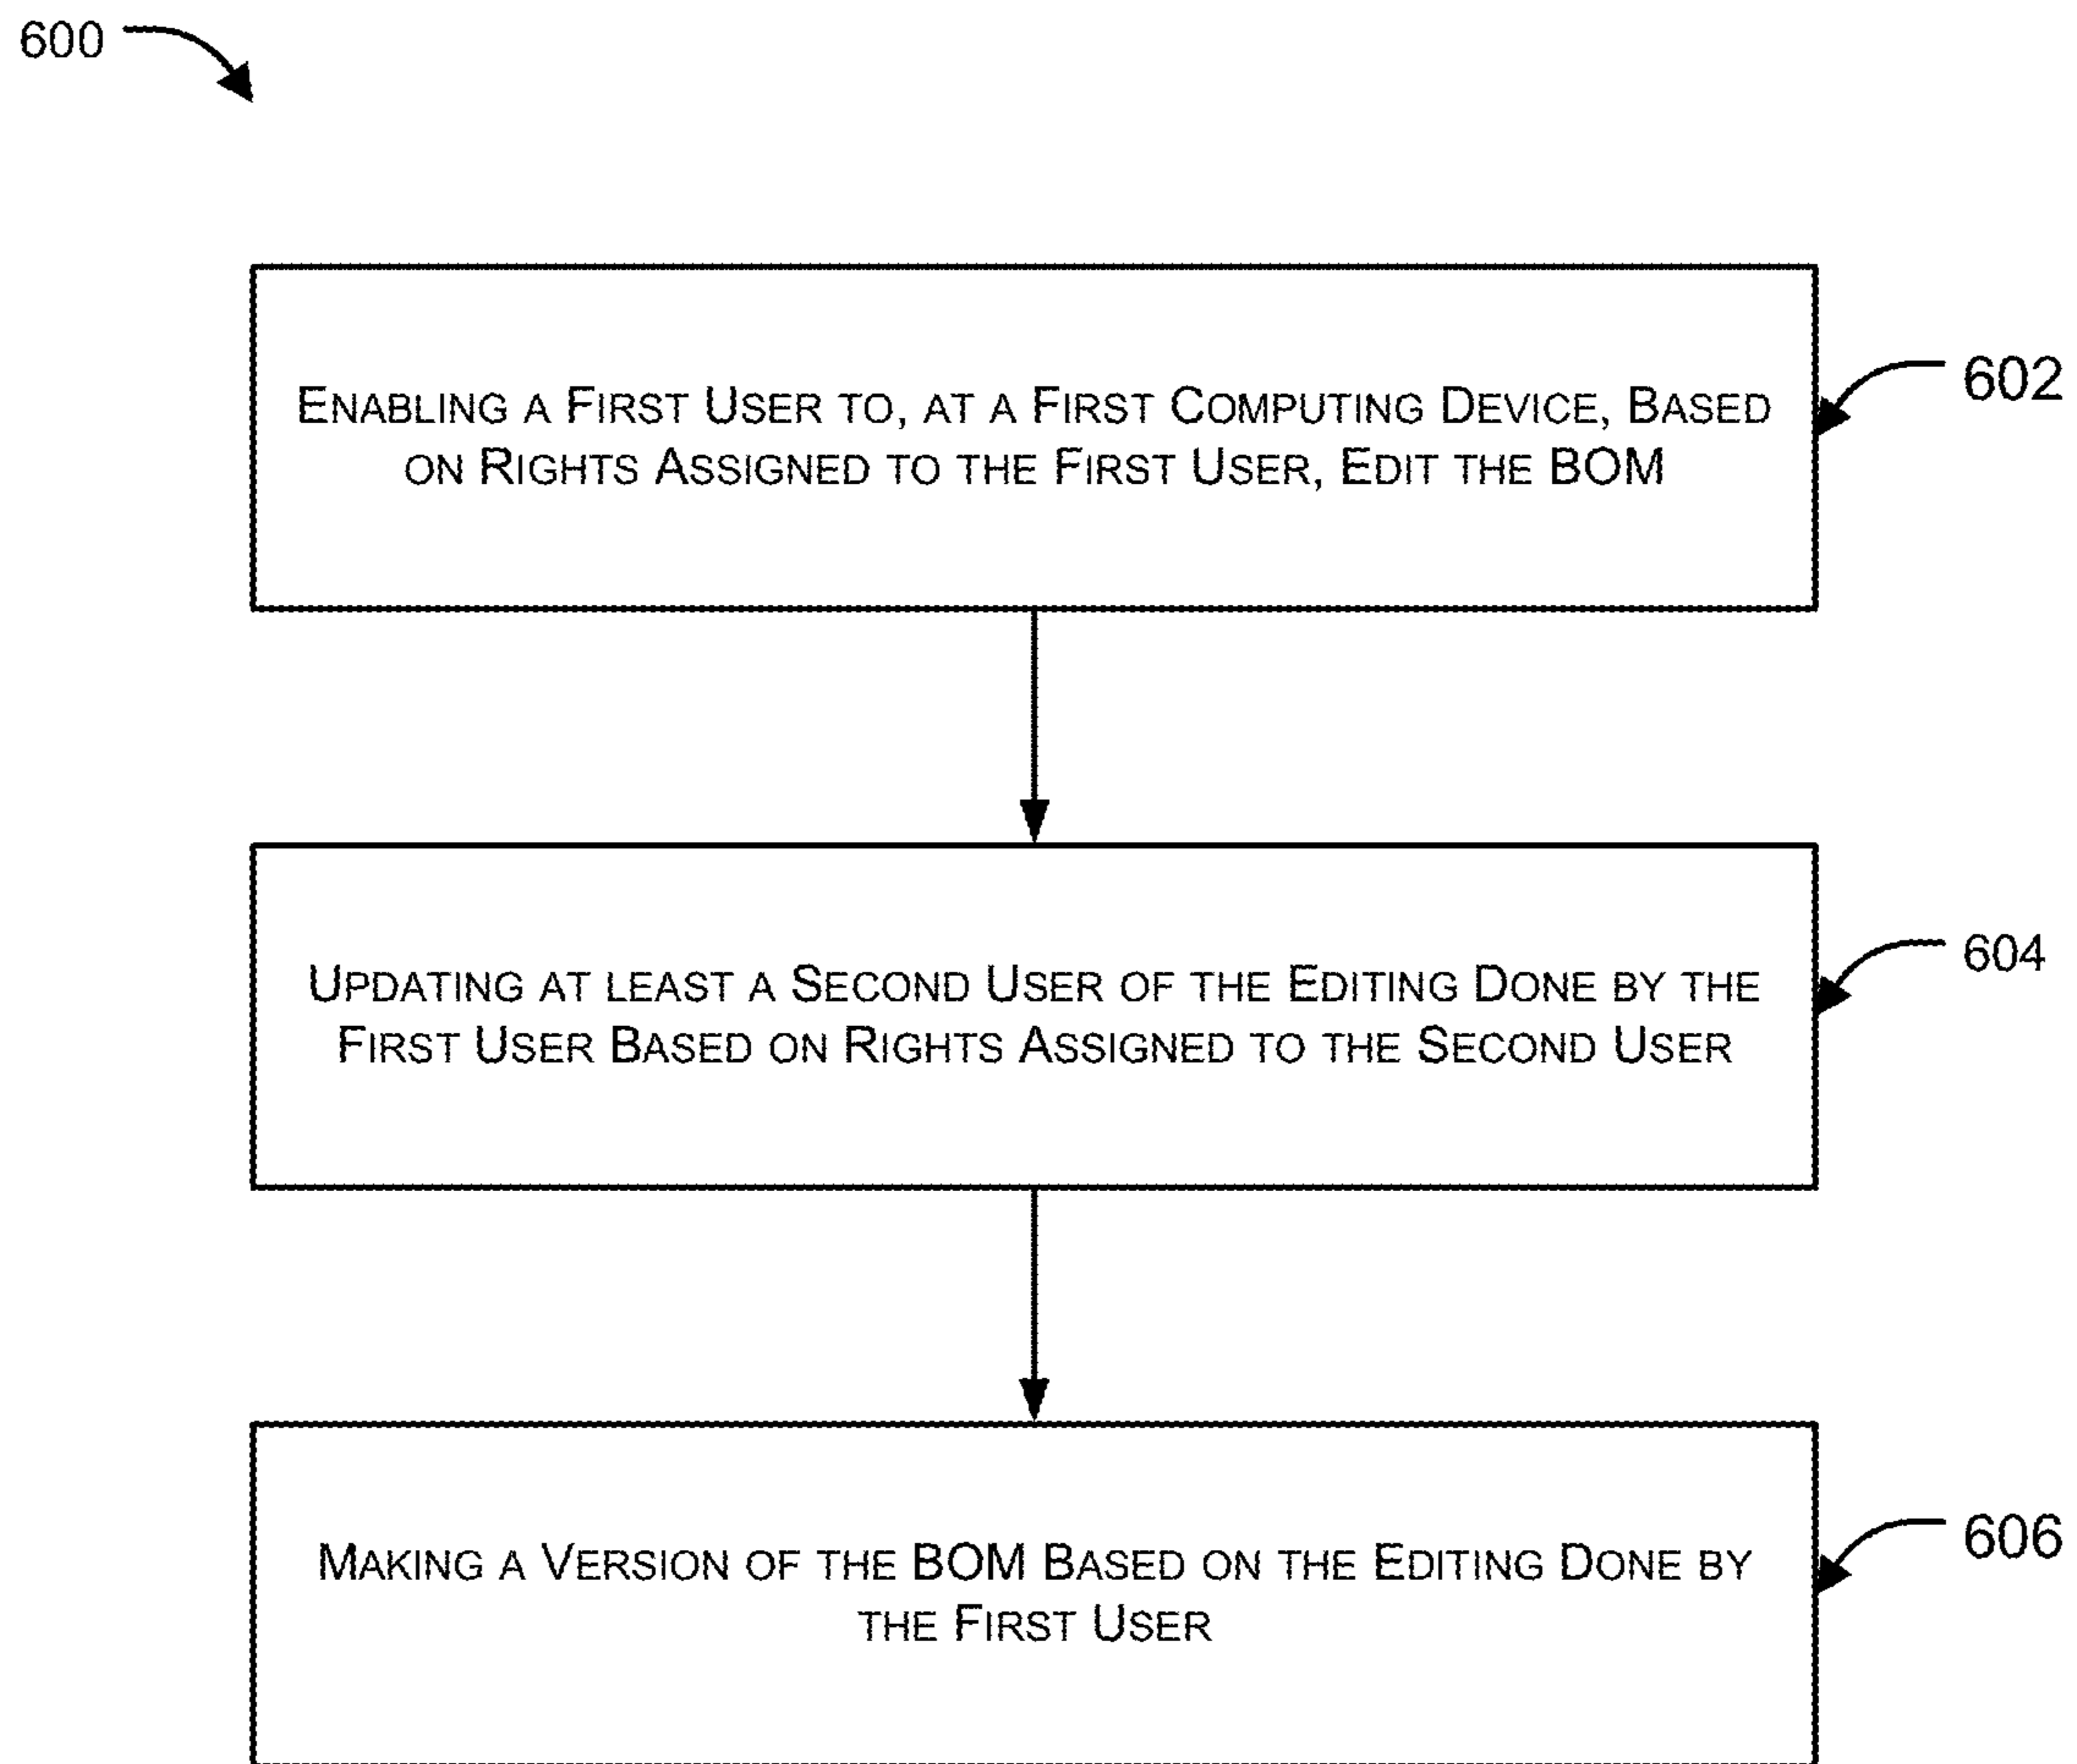 600
ENABLING A FIRST USER TO, AT A FIRST COMPUTING DEVICE, BASED
ON RIGHTS ASSIGNED TO THE FIRST USER, EDIT THE BOM
602
UPDATING AT LEAST A SECOND USER OF THE EDITING DONE BY THE
FIRST USER BASED ON RIGHTS ASSIGNED TO THE SECOND USER
604
MAKING A VERSION OF THE BOM BASED ON THE EDITING DONE BY
THE FIRST USER
606